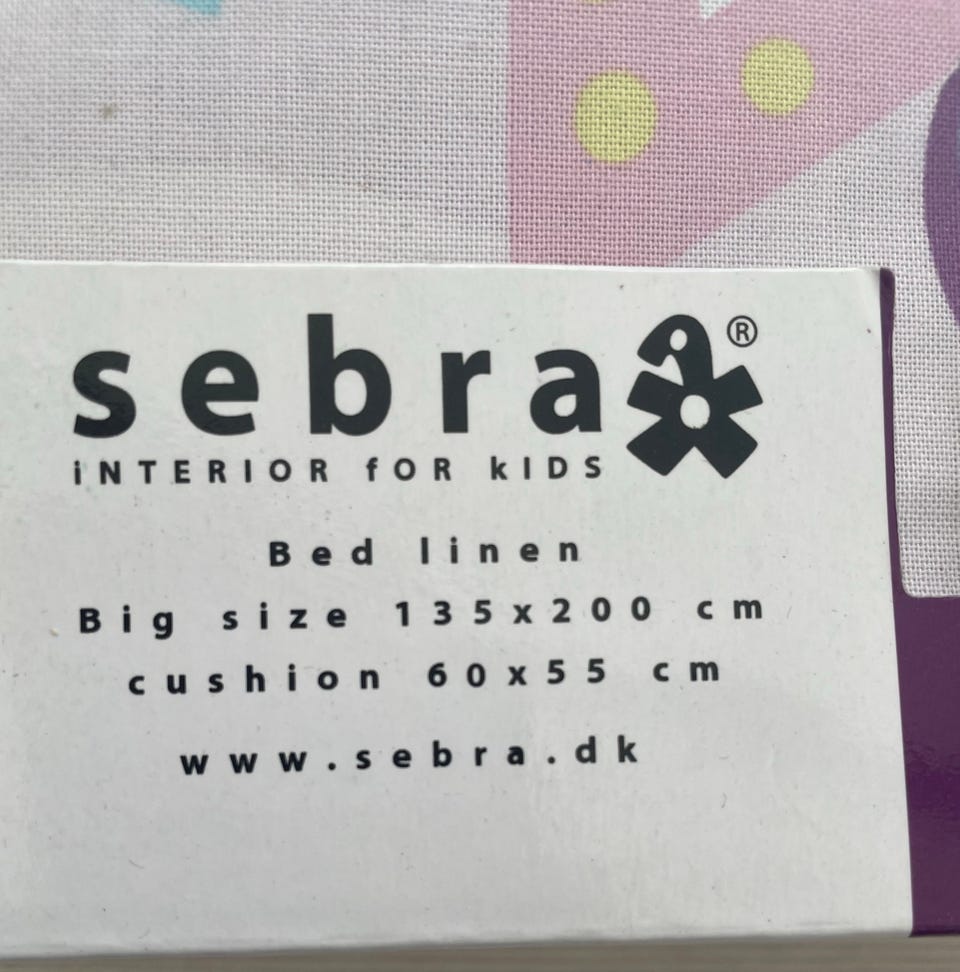 sebra ®
iNTERIOR fOR kIDS
Bed linen
Big size 135x200 cm
cushion 60x55 cm
www.sebra.dk